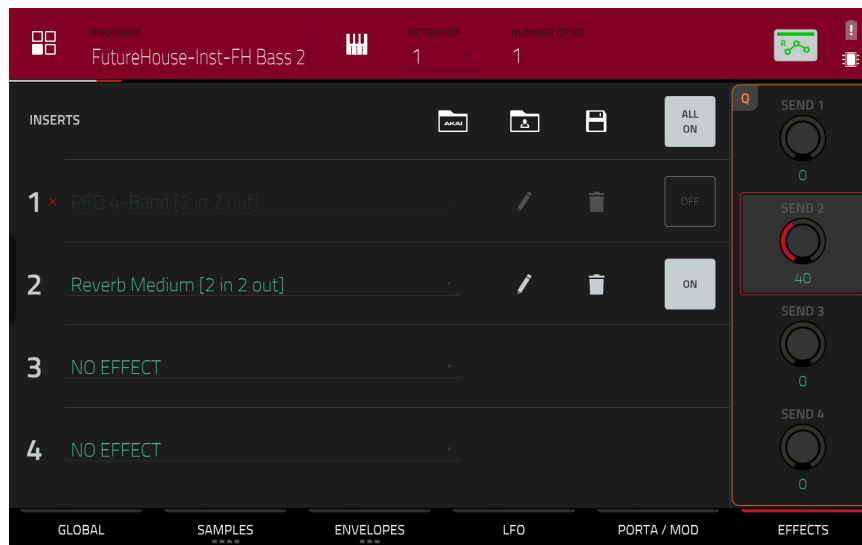 PROGRAM
KEYGROUP
NUMBER OF KG
FutureHouse-Inst-FH Bass 2
1
1
R
!
INSERTS
AKAI
ALL
ON
Q
SEND 1
0
1 × PEQ 4-Band [2 in 2 out]
OFF
SEND 2
40
2 Reverb Medium [2 in 2 out]
ON
SEND 3
0
3 NO EFFECT
SEND 4
0
4 NO EFFECT
GLOBAL
SAMPLES
ENVELOPES
LFO
PORTA / MOD
EFFECTS